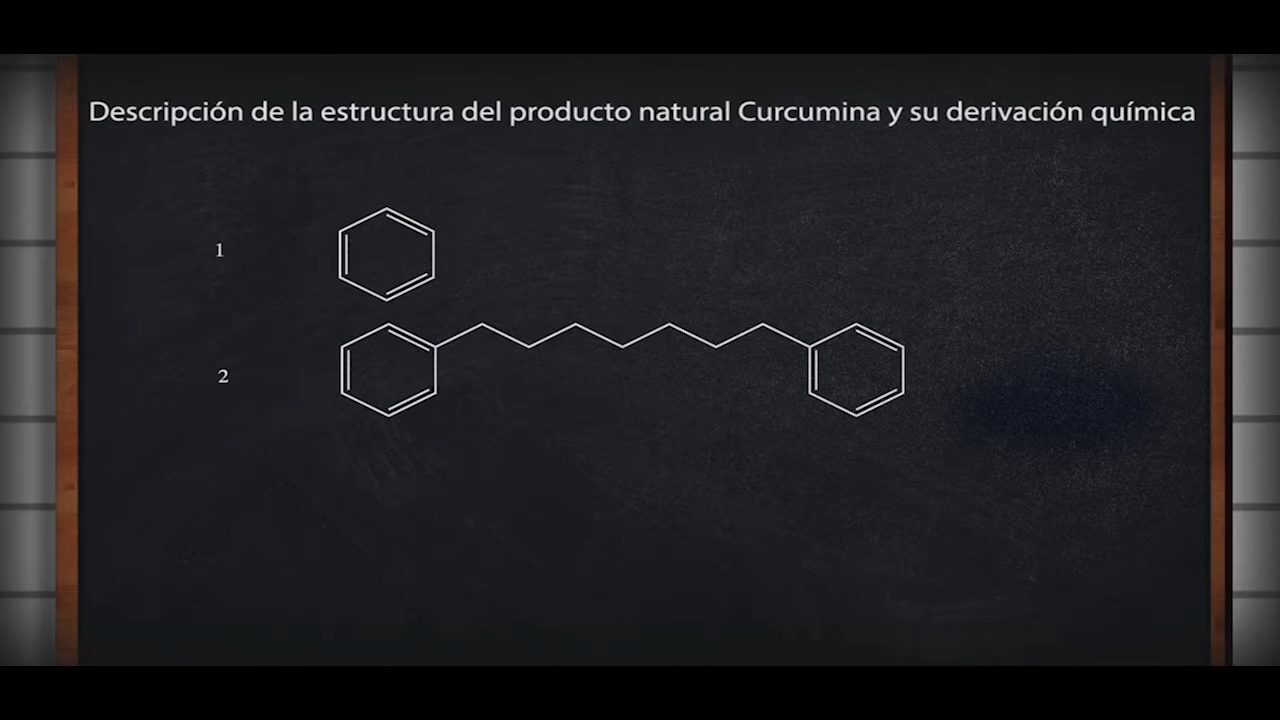 Descripción de la estructura del producto natural Curcumina y su derivación química
1
2